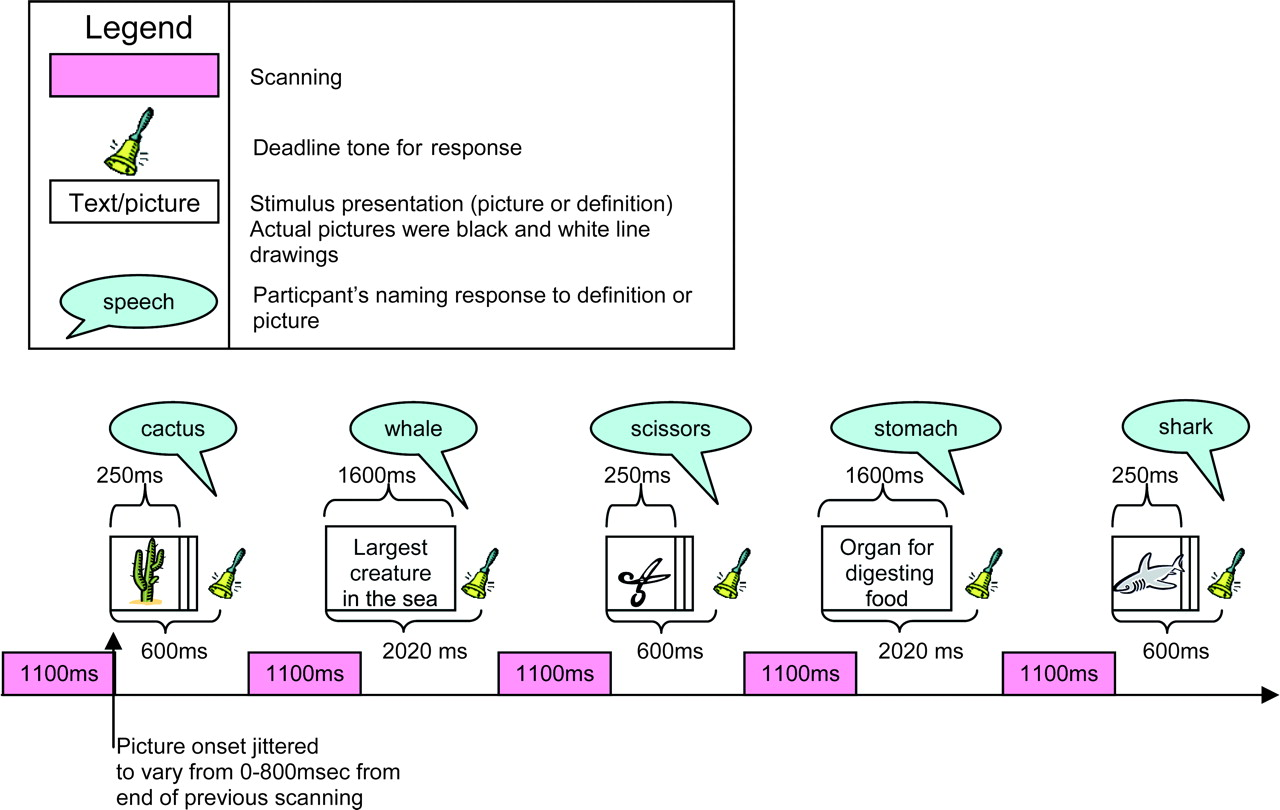 Legend
Scanning
Deadline tone for response
Text/picture
Stimulus presentation (picture or definition)
Actual pictures were black and white line
drawings
speech
Particpant's naming response to definition or
picture
cactus
whale
scissors
stomach
shark
250ms
1600ms
250ms
1600ms
250ms
Largest
creature
in the sea
Organ for
digesting
food
600ms
2020 ms
600ms
2020 ms
600ms
1100ms
1100ms
1100ms
1100ms
1100ms
Picture onset jittered
to vary from 0-800msec from
end of previous scanning